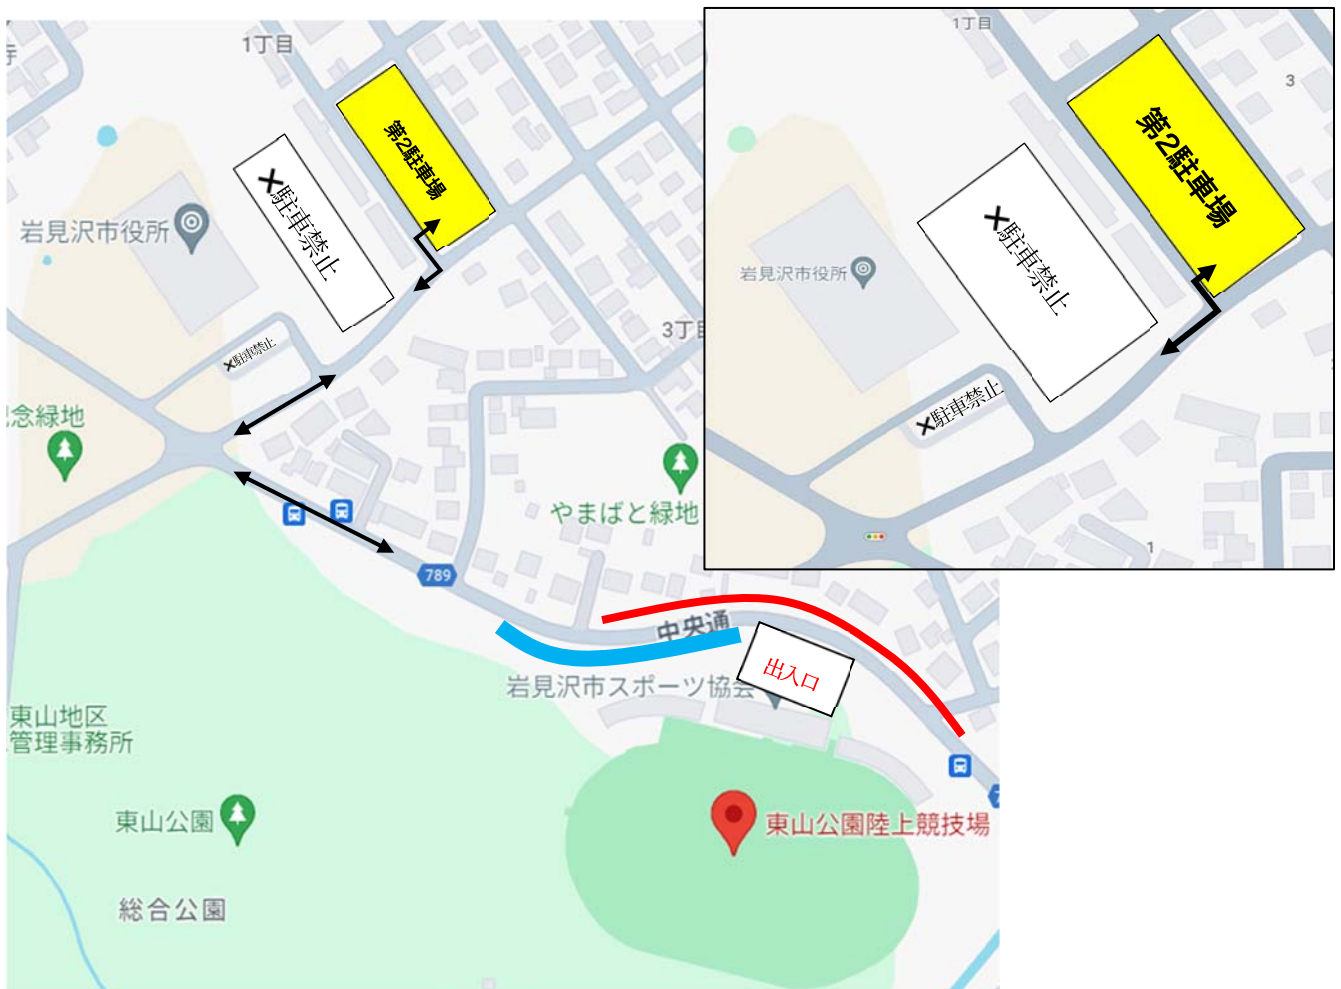 1丁目
第2駐車場
✕駐車禁止
岩見沢市役所
✕駐車禁止
3丁目
念緑地
やまばと緑地
789
中央通
出入口
岩見沢市スポーツ協会
東山地区
管理事務所
東山公園
東山公園陸上競技場
総合公園
1丁目
3
第2駐車場
✕駐車禁止
岩見沢市役所
✕駐車禁止
1